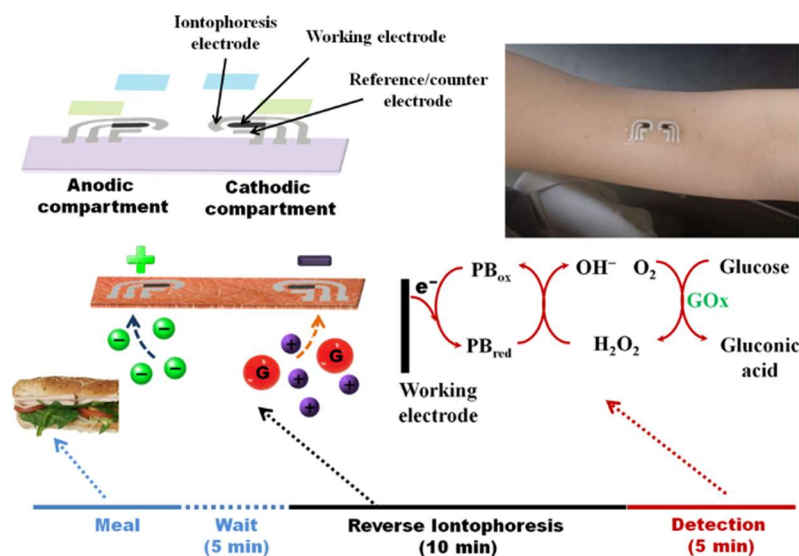 Iontophoresis
electrode
Working electrode
Reference/counter
electrode
Anodic
compartment
Cathodic
compartment
+
−
− − − −
G G
+ + + +
e⁻
PBox
OH⁻
O₂
Glucose
GOx
PBred
H₂O₂
Gluconic
acid
Working
electrode
Meal
Wait
(5 min)
Reverse Iontophoresis
(10 min)
Detection
(5 min)